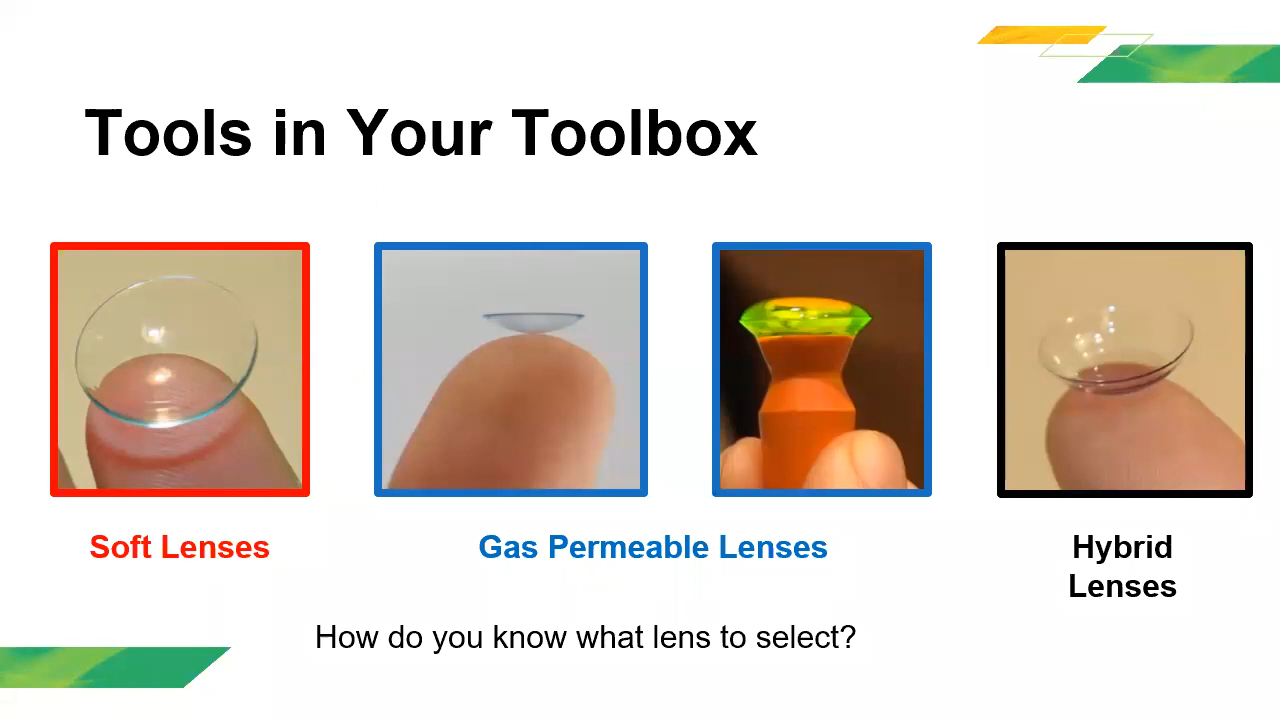 Tools in Your Toolbox
Soft Lenses
Gas Permeable Lenses
Hybrid
Lenses
How do you know what lens to select?